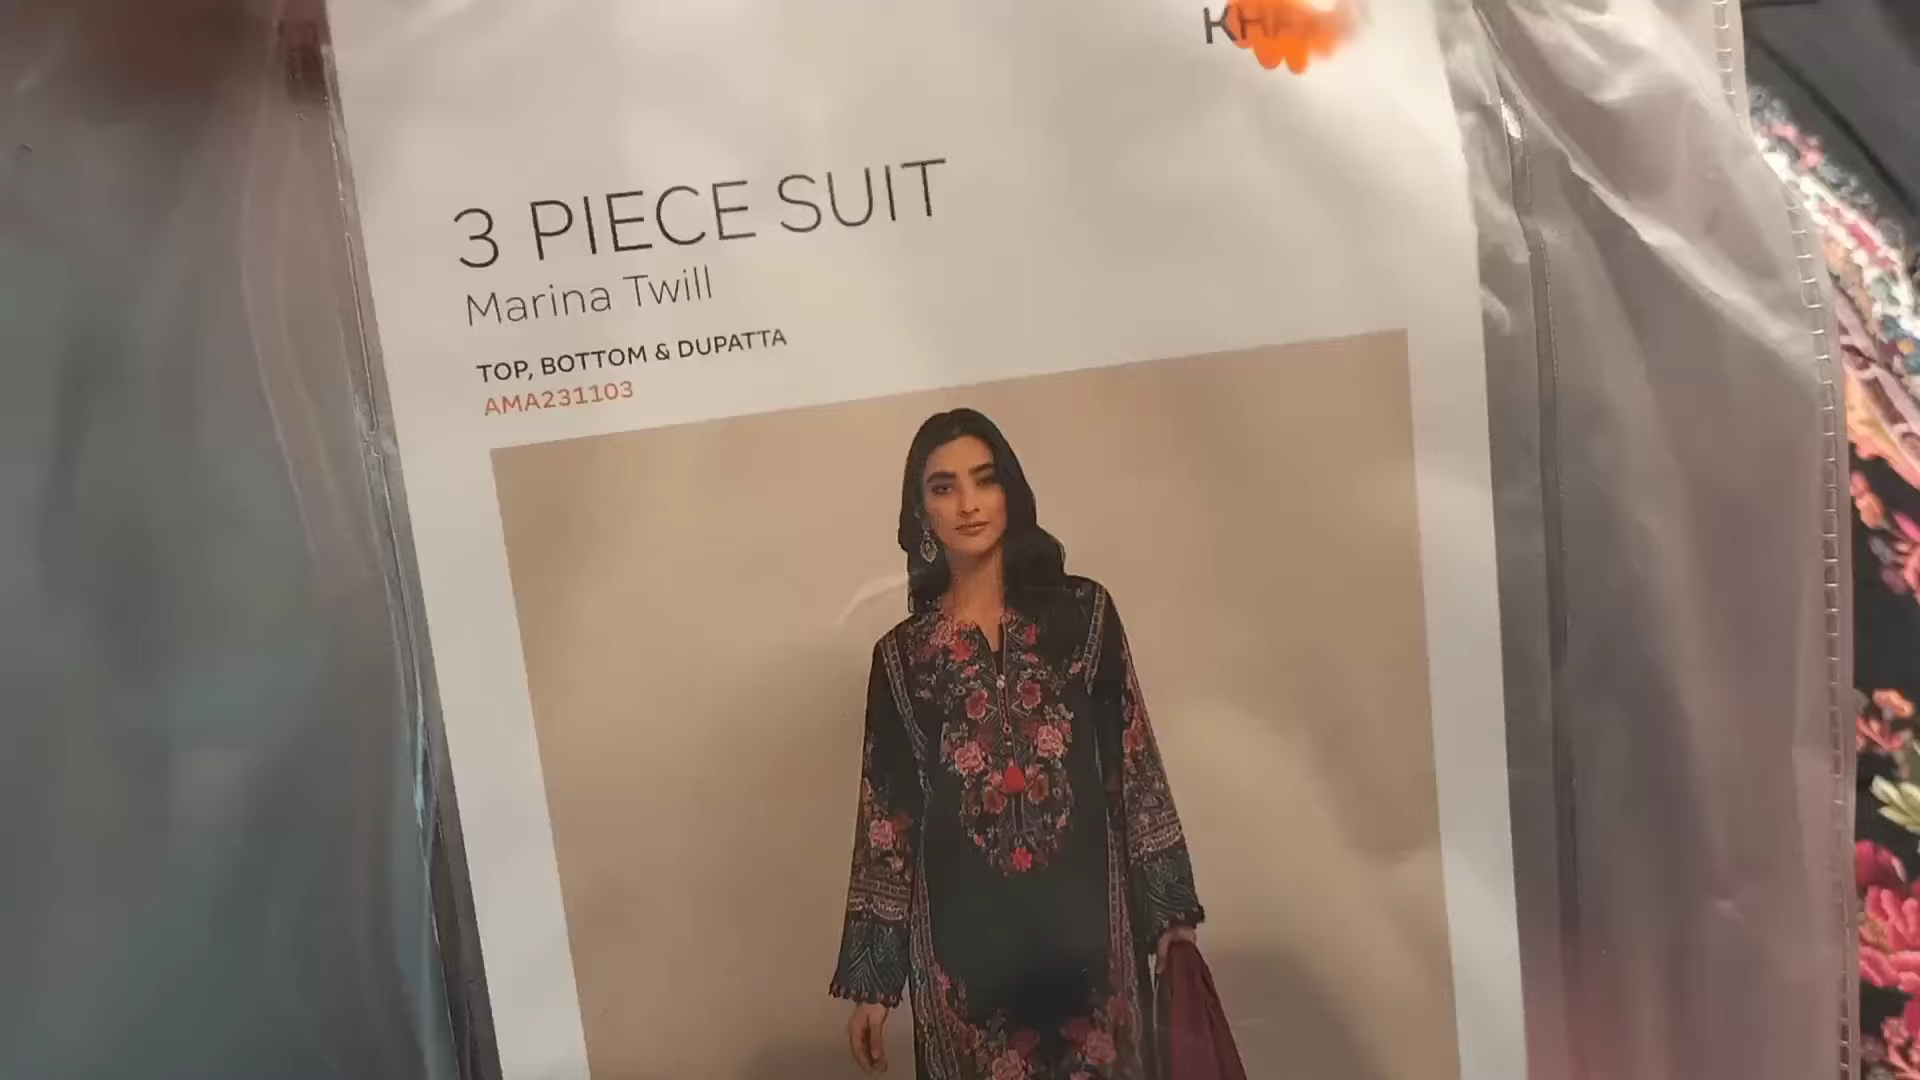 3 PIECE SUIT
Marina Twill
TOP, BOTTOM & DUPATTA
AMA231103